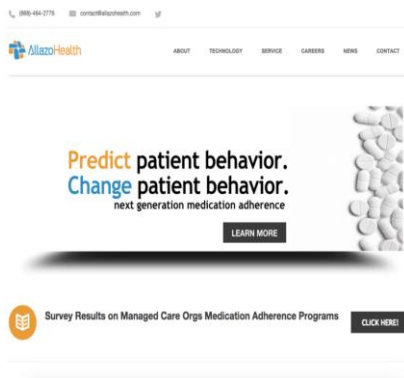 (888)-464-2778 contact@allazohealth.com
AllazoHealth
ABOUT TECHNOLOGY SERVICE CAREERS NEWS CONTACT
Predict patient behavior.
Change patient behavior.
next generation medication adherence
LEARN MORE
Survey Results on Managed Care Orgs Medication Adherence Programs
CLICK HERE!